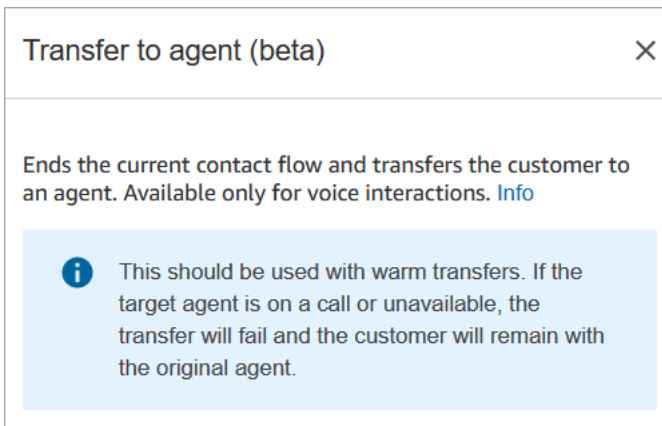 Transfer to agent (beta)
Ends the current contact flow and transfers the customer to
an agent. Available only for voice interactions. Info
This should be used with warm transfers. If the
target agent is on a call or unavailable, the
transfer will fail and the customer will remain with
the original agent.